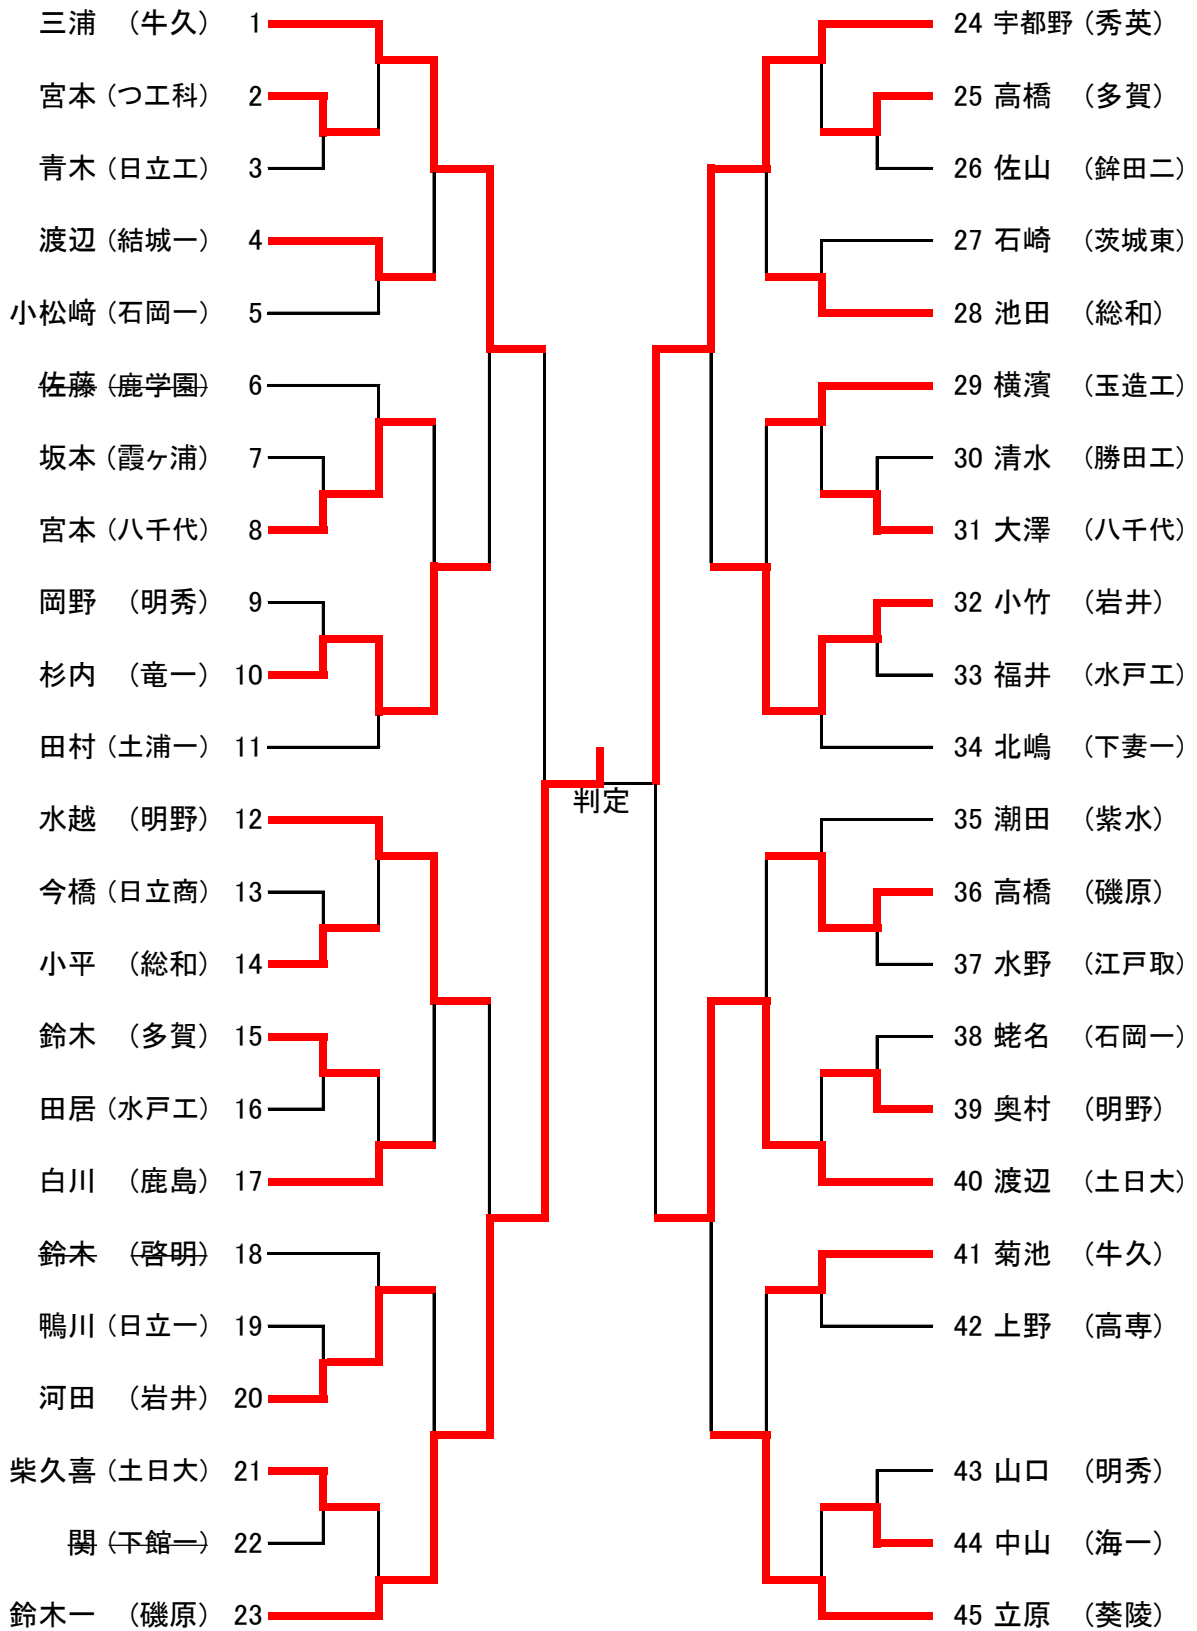 三浦 （牛久） 1
宮本（つ工科） 2
青木（日立工） 3
渡辺（結城一） 4
小松﨑（石岡一） 5
佐藤（鹿学園） 6
坂本（霞ヶ浦） 7
宮本（八千代） 8
岡野 （明秀） 9
杉内 （竜一） 10
田村（土浦一） 11
水越 （明野） 12
今橋（日立商） 13
小平 （総和） 14
鈴木 （多賀） 15
田居（水戸工） 16
白川 （鹿島） 17
鈴木 （啓明） 18
鴨川（日立一） 19
河田 （岩井） 20
柴久喜（土日大） 21
関（下館一） 22
鈴木一 （磯原） 23
判定
24 宇都野（秀英）
25 高橋 （多賀）
26 佐山 （鉾田二）
27 石崎 （茨城東）
28 池田 （総和）
29 横濱 （玉造工）
30 清水 （勝田工）
31 大澤 （八千代）
32 小竹 （岩井）
33 福井 （水戸工）
34 北嶋 （下妻一）
35 潮田 （紫水）
36 高橋 （磯原）
37 水野 （江戸取）
38 蛯名 （石岡一）
39 奥村 （明野）
40 渡辺 （土日大）
41 菊池 （牛久）
42 上野 （高専）
43 山口 （明秀）
44 中山 （海一）
45 立原 （葵陵）